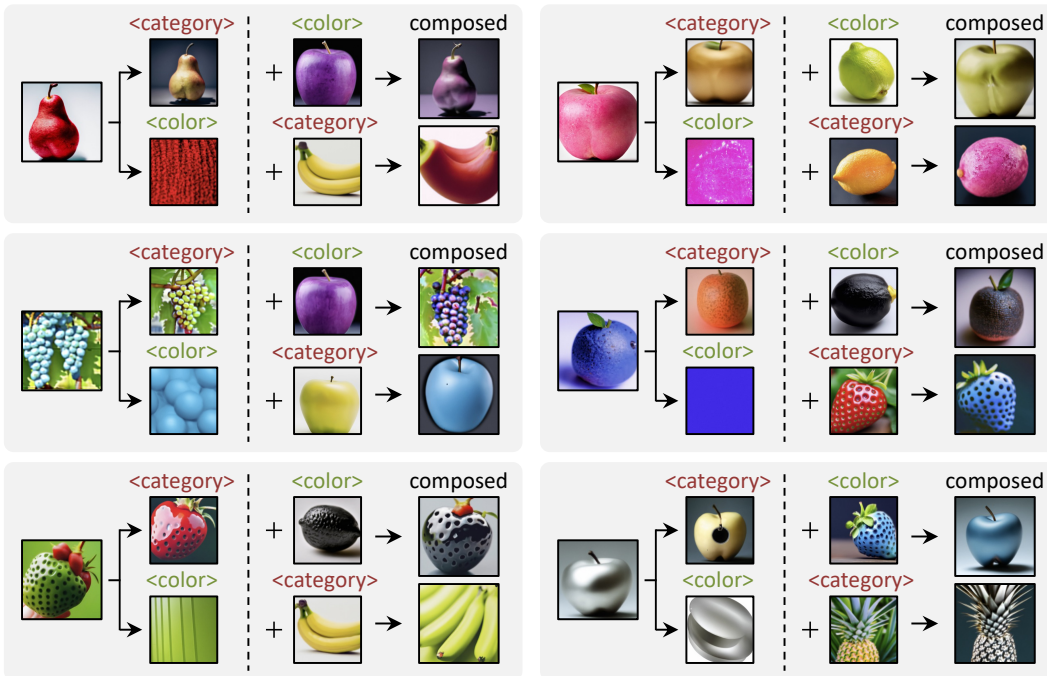 <category> <color> composed
+
<color> <category>
+
<category> <color> composed
+
<color> <category>
+
<category> <color> composed
+
<color> <category>
+
<category> <color> composed
+
<color> <category>
+
<category> <color> composed
+
<color> <category>
+
<category> <color> composed
+
<color> <category>
+